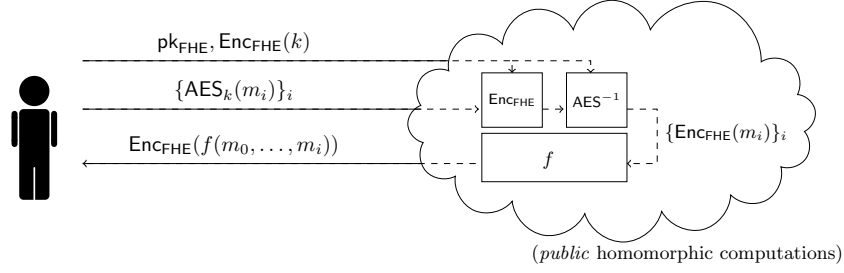 pk_FHE, Enc_FHE(k)
{AES_k(m_i)}_i
Enc_FHE AES^{-1}
Enc_FHE(f(m_0, . . . , m_i))
f
{Enc_FHE(m_i)}_i
(public homomorphic computations)